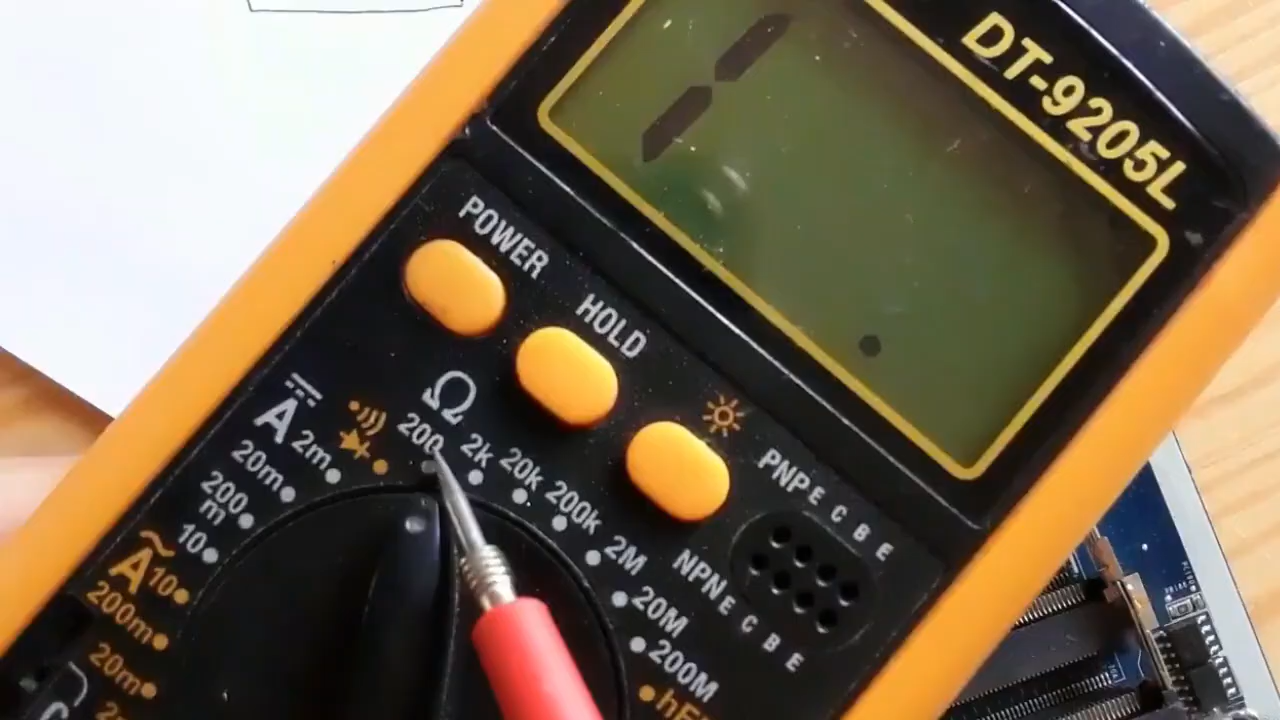 DT-9205L
1 .
POWER
HOLD
Ω
200
2k
20k
200k
2M
20M
200M
PNP E C B E
NPN E C B E
A
2m
20m
200
m
10
A
10
200m
20m